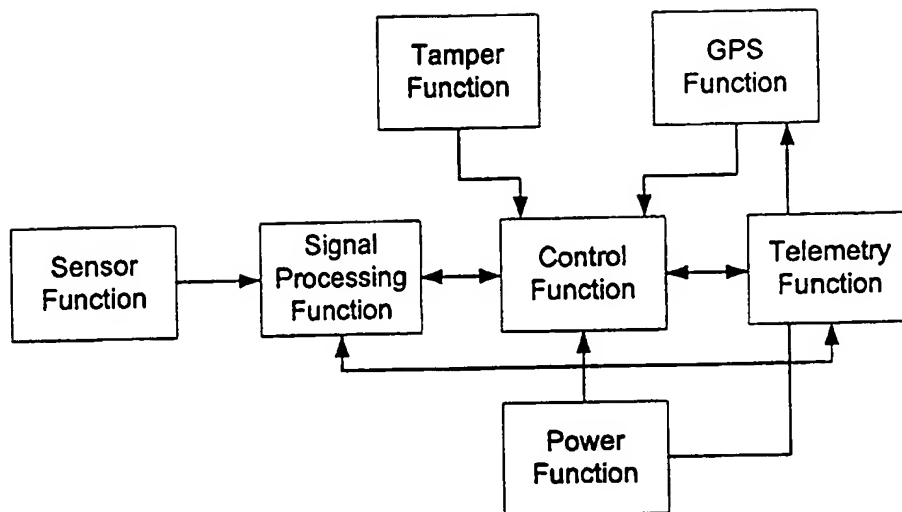 Tamper
Function
GPS
Function
Sensor
Function
Signal
Processing
Function
Control
Function
Telemetry
Function
Power
Function